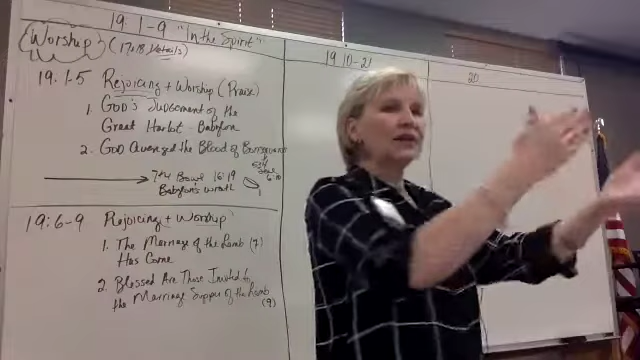 19:1-9 "In the Spirit"
Worship (17&18 Details)
19:1-5 Rejoicing + Worship (Praise)
1. GOD's Judgement of the
Great Harlot - Babylon
2. GOD Avenged the Blood of
7th Bowl 16:19
Babylon's wrath
19:6-9 Rejoicing + Worship
1. The Marriage of the Lamb (7)
Has Come
2. Blessed Are Those Invited to
the Marriage Supper of the Lamb
(9)
19:10-21
20